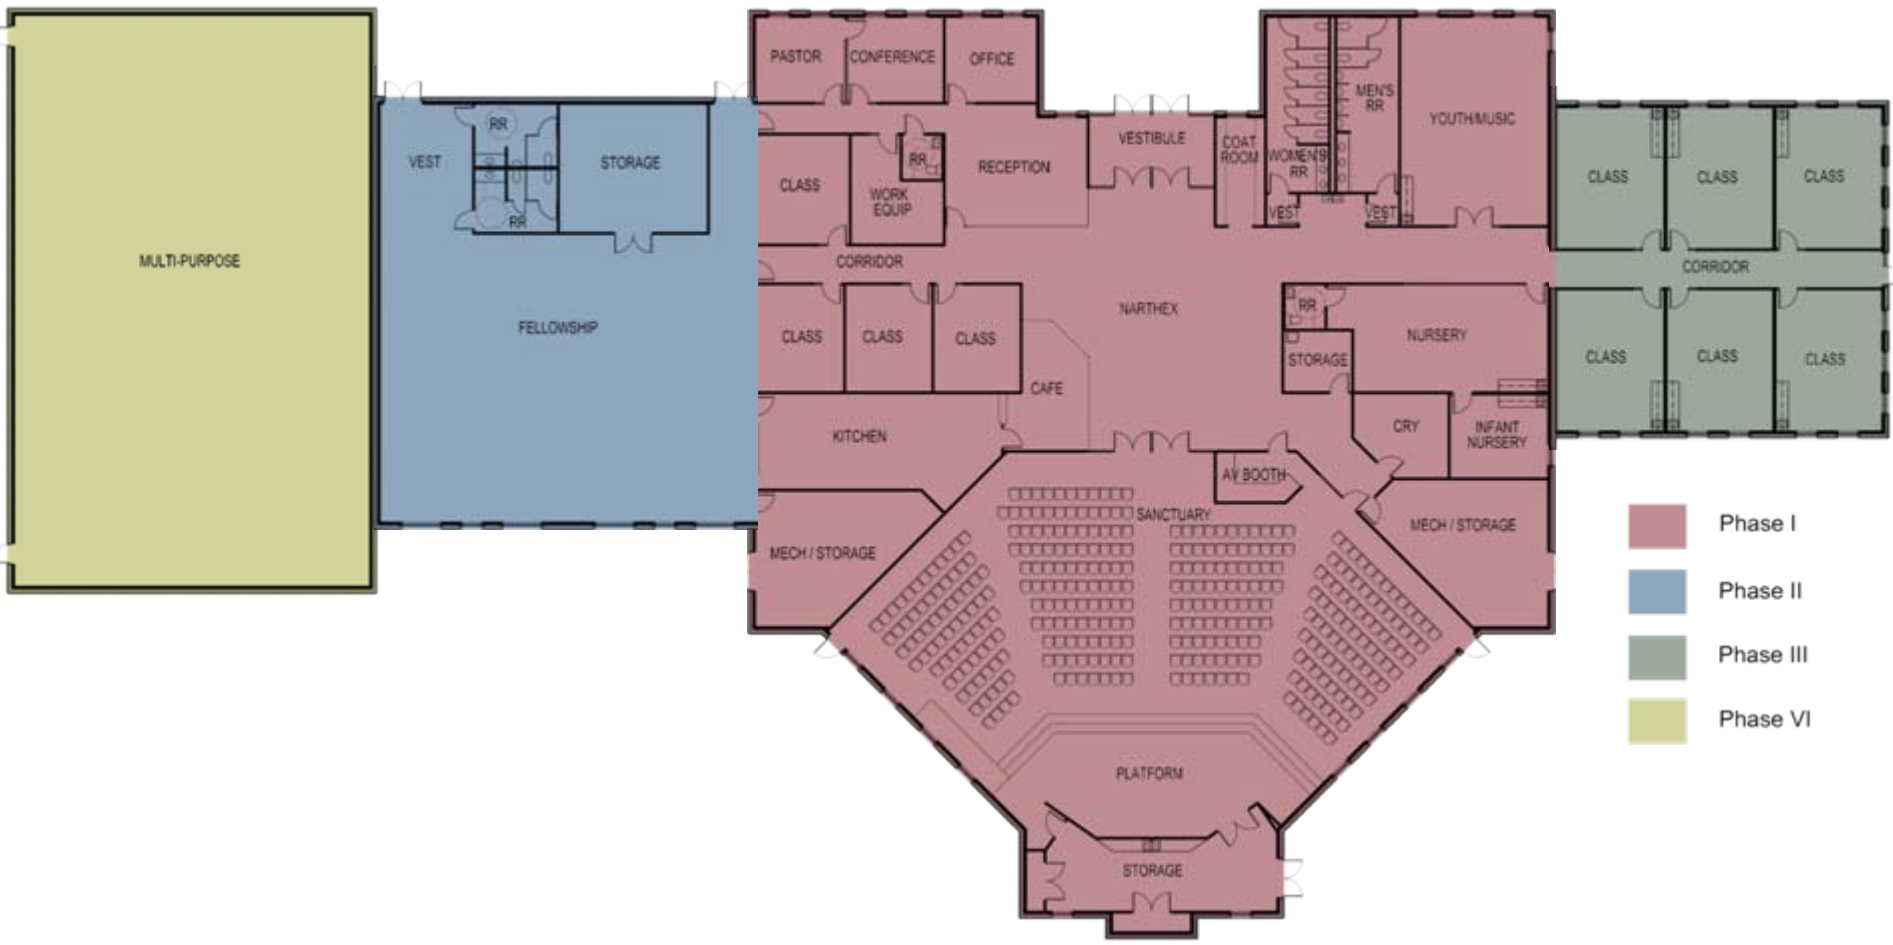 PASTOR
CONFERENCE
OFFICE
MEN'S
RR
YOUTH/MUSIC
VESTIBULE
COAT
ROOM
WOMEN'S
RR
RR
VEST
RR
STORAGE
CLASS
RR
WORK
EQUIP
RECEPTION
VEST
VEST
CLASS
CLASS
CLASS
MULTI-PURPOSE
CORRIDOR
CORRIDOR
FELLOWSHIP
NARTHEX
RR
NURSERY
CLASS
CLASS
CLASS
STORAGE
CLASS
CLASS
CLASS
CAFE
KITCHEN
CRY
INFANT
NURSERY
AV BOOTH
SANCTUARY
MECH / STORAGE
MECH / STORAGE
PLATFORM
STORAGE
Phase I
Phase II
Phase III
Phase VI